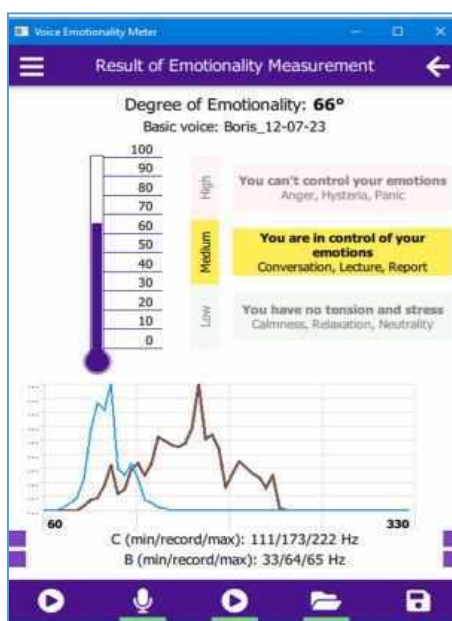 Voice Emotionality Meter
Result of Emotionality Measurement
Degree of Emotionality: 66°
Basic voice: Boris_12-07-23
100
90
80
70
60
50
40
30
20
10
0
High
You can't control your emotions
Anger, Hysteria, Panic
Medium
You are in control of your
emotions
Conversation, Lecture, Report
Low
You have no tension and stress
Calmness, Relaxation, Neutrality
60
330
C (min/record/max): 111/173/222 Hz
B (min/record/max): 33/64/65 Hz